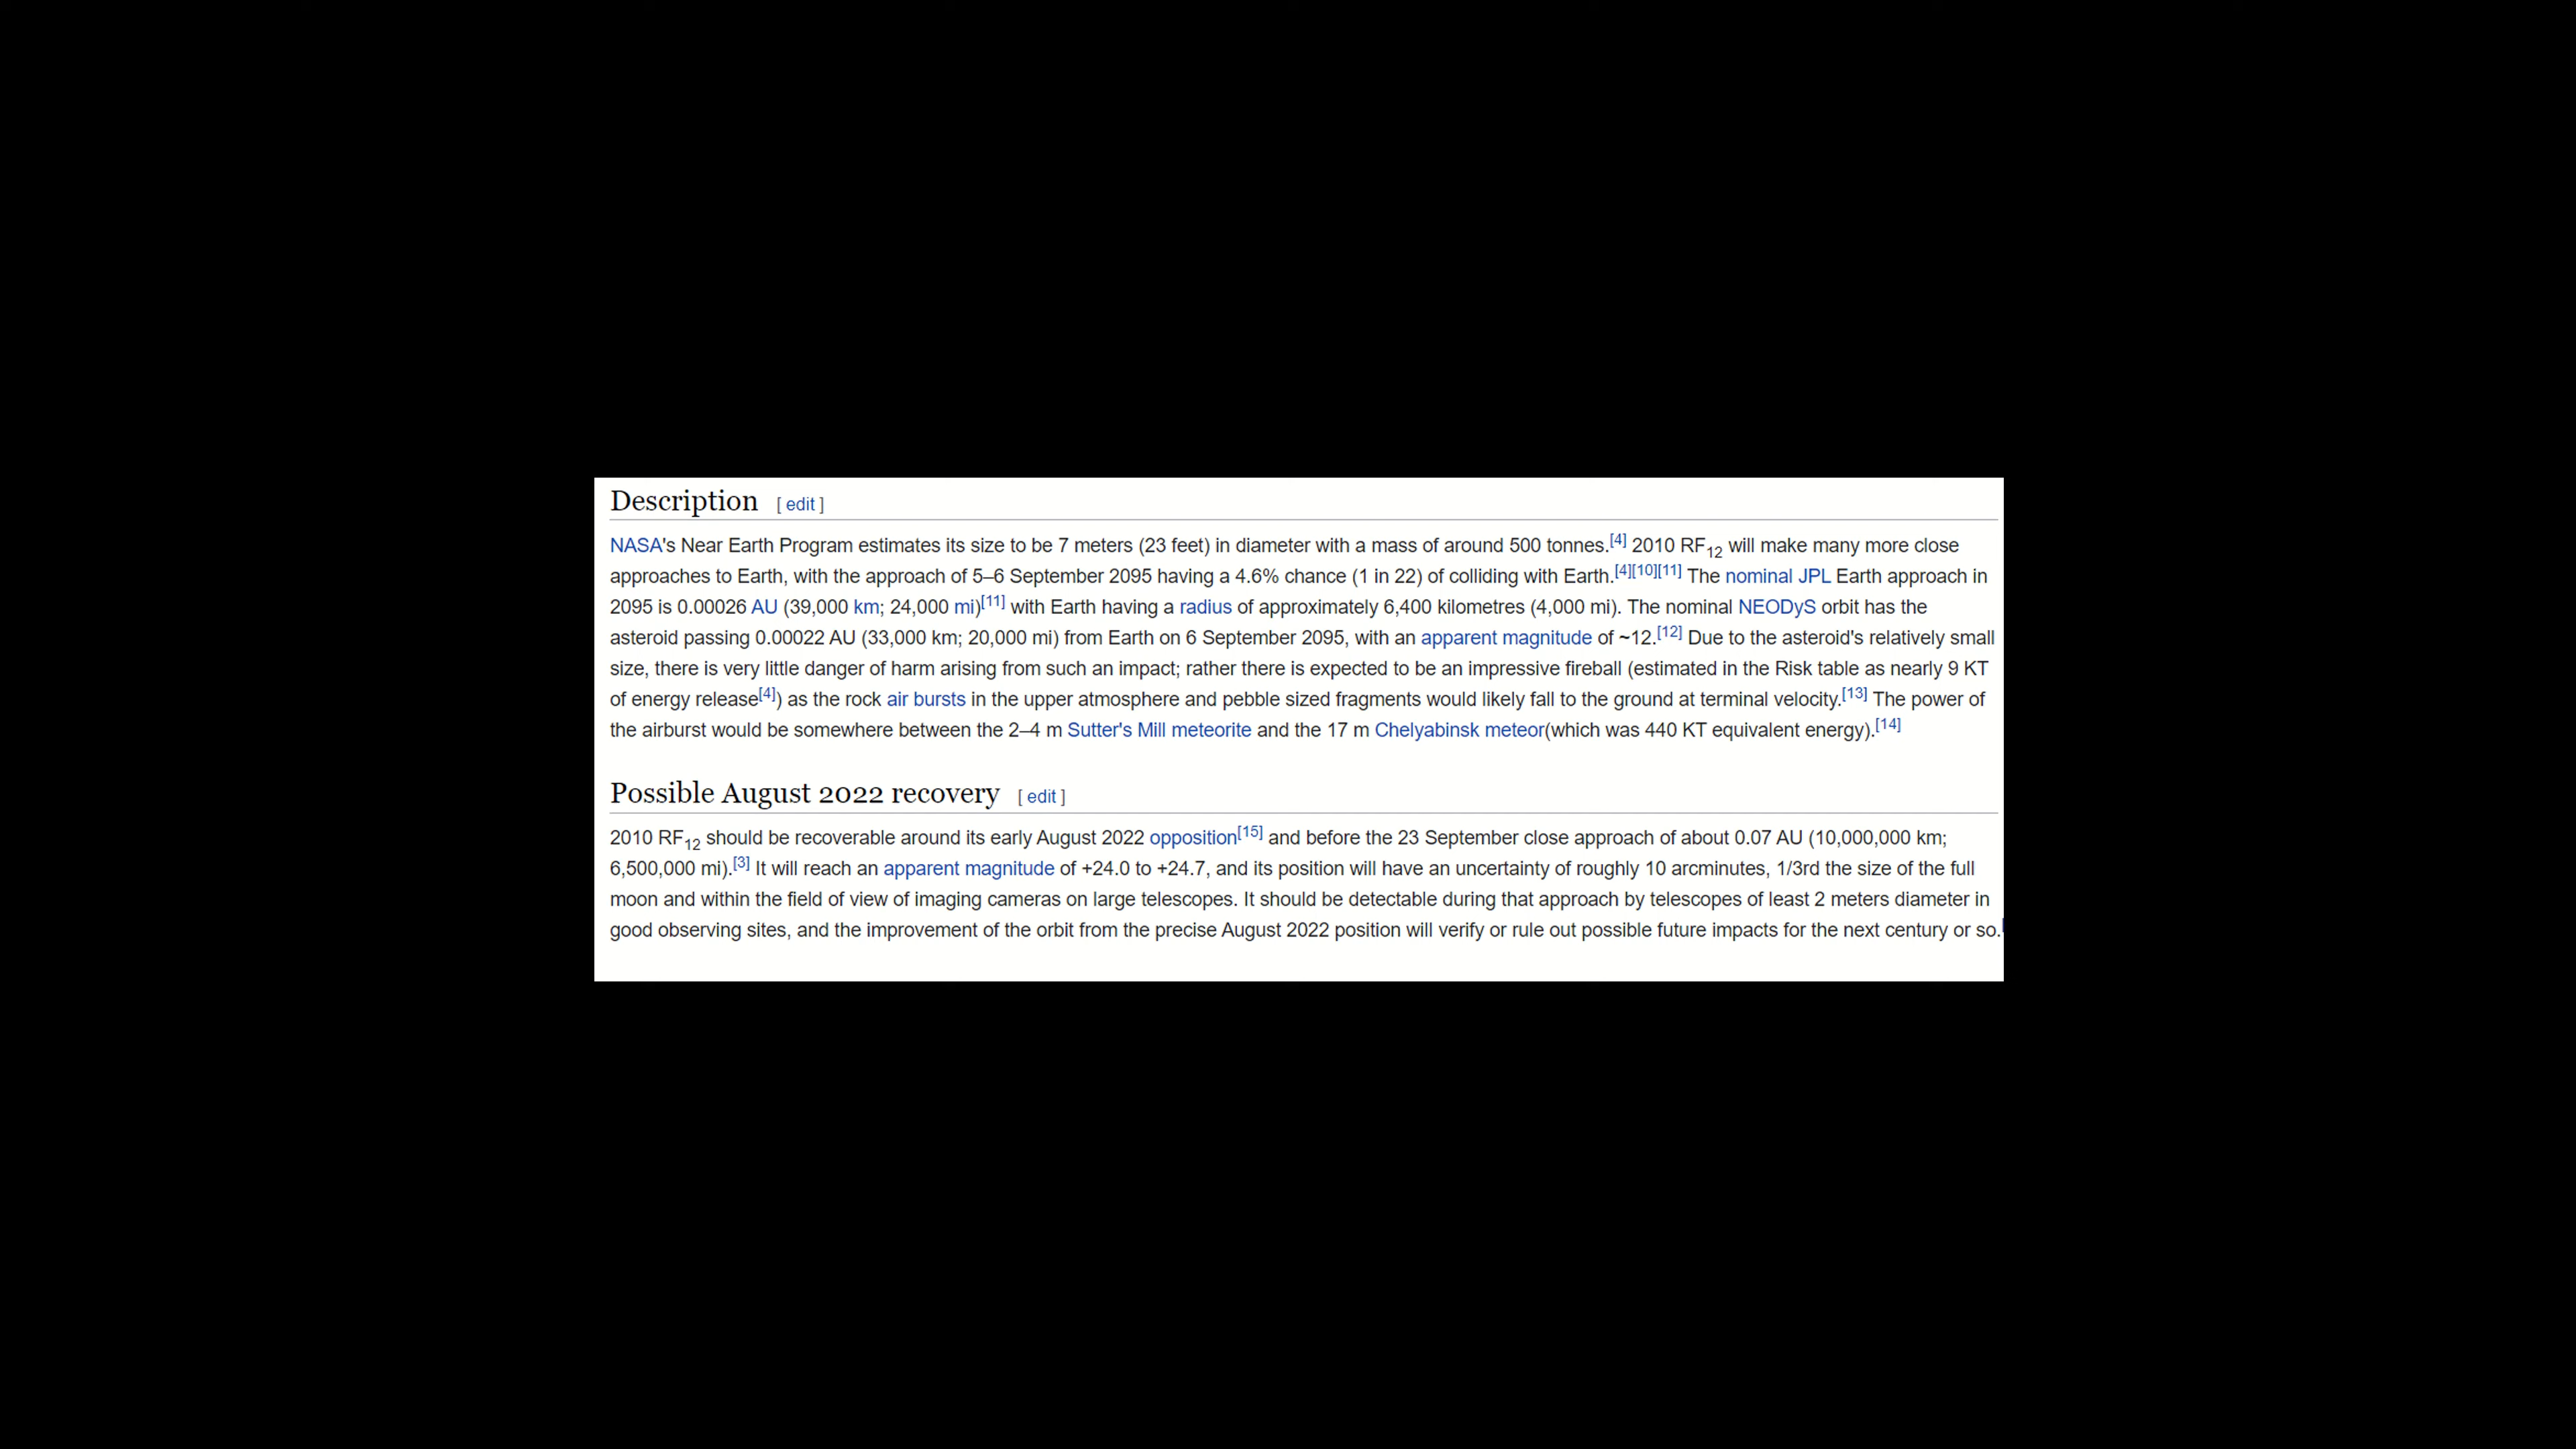 Description [ edit ]
NASA's Near Earth Program estimates its size to be 7 meters (23 feet) in diameter with a mass of around 500 tonnes.[4] 2010 RF12 will make many more close
approaches to Earth, with the approach of 5–6 September 2095 having a 4.6% chance (1 in 22) of colliding with Earth.[4][10][11] The nominal JPL Earth approach in
2095 is 0.00026 AU (39,000 km; 24,000 mi)[11] with Earth having a radius of approximately 6,400 kilometres (4,000 mi). The nominal NEODyS orbit has the
asteroid passing 0.00022 AU (33,000 km; 20,000 mi) from Earth on 6 September 2095, with an apparent magnitude of ~12.[12] Due to the asteroid's relatively small
size, there is very little danger of harm arising from such an impact; rather there is expected to be an impressive fireball (estimated in the Risk table as nearly 9 KT
of energy release[4]) as the rock air bursts in the upper atmosphere and pebble sized fragments would likely fall to the ground at terminal velocity.[13] The power of
the airburst would be somewhere between the 2–4 m Sutter's Mill meteorite and the 17 m Chelyabinsk meteor(which was 440 KT equivalent energy).[14]
Possible August 2022 recovery [ edit ]
2010 RF12 should be recoverable around its early August 2022 opposition[15] and before the 23 September close approach of about 0.07 AU (10,000,000 km;
6,500,000 mi).[3] It will reach an apparent magnitude of +24.0 to +24.7, and its position will have an uncertainty of roughly 10 arcminutes, 1/3rd the size of the full
moon and within the field of view of imaging cameras on large telescopes. It should be detectable during that approach by telescopes of least 2 meters diameter in
good observing sites, and the improvement of the orbit from the precise August 2022 position will verify or rule out possible future impacts for the next century or so.